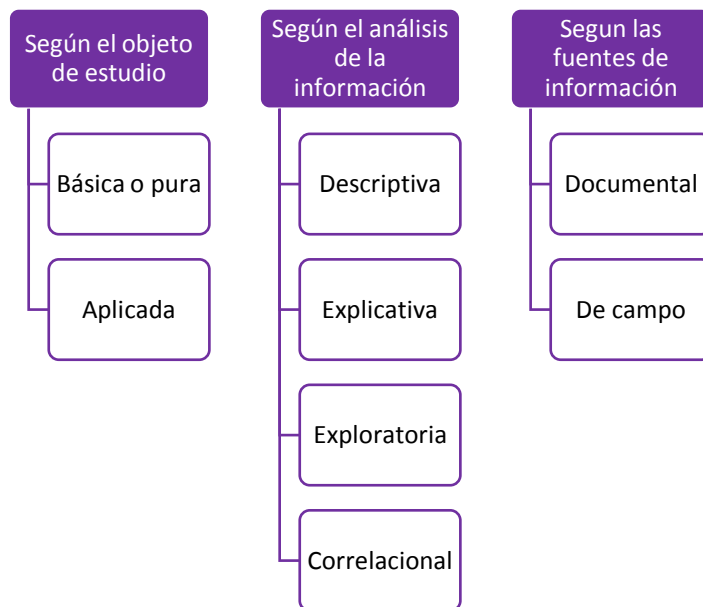 Según el objeto
de estudio
Básica o pura
Aplicada
Según el análisis
de la
información
Descriptiva
Explicativa
Exploratoria
Correlacional
Segun las
fuentes de
información
Documental
De campo